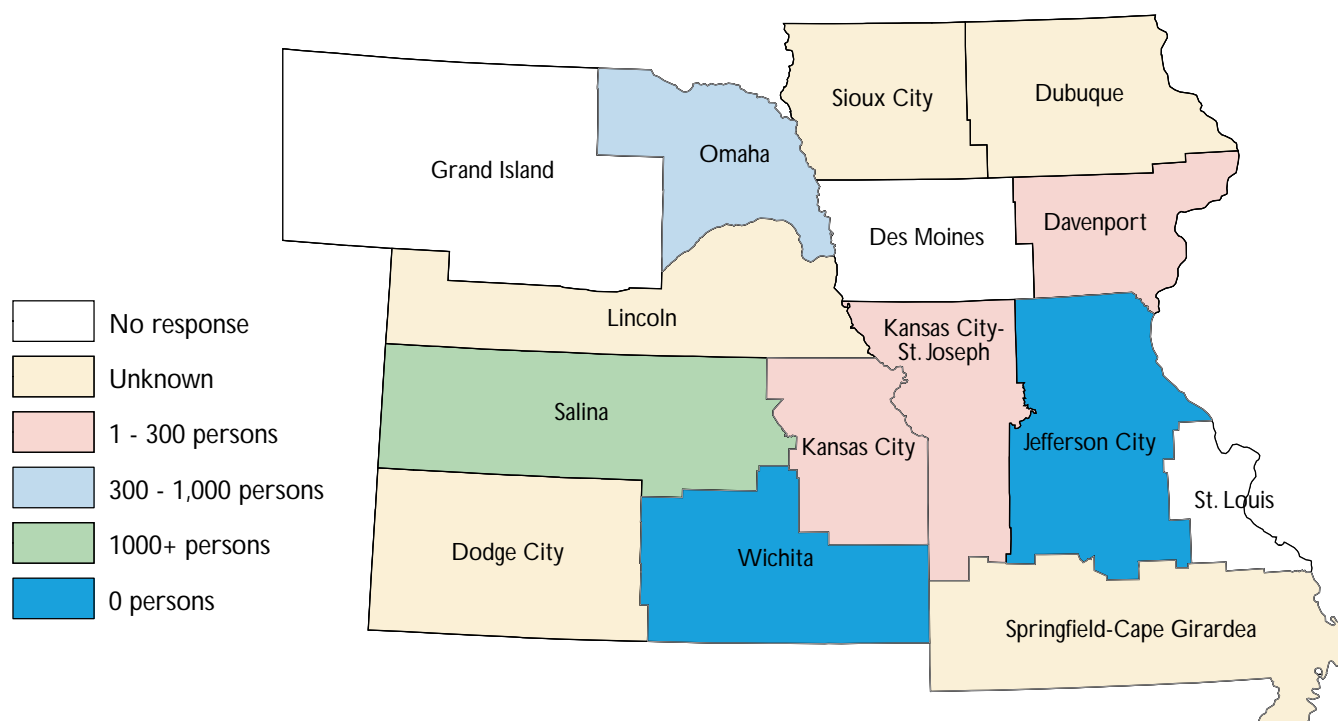 Sioux City
Dubuque
Omaha
Grand Island
Davenport
Des Moines
Lincoln
Kansas City-
St. Joseph
Salina
Kansas City
Jefferson City
St. Louis
Dodge City
Wichita
Springfield-Cape Girardea
No response
Unknown
1 - 300 persons
300 - 1,000 persons
1000+ persons
0 persons